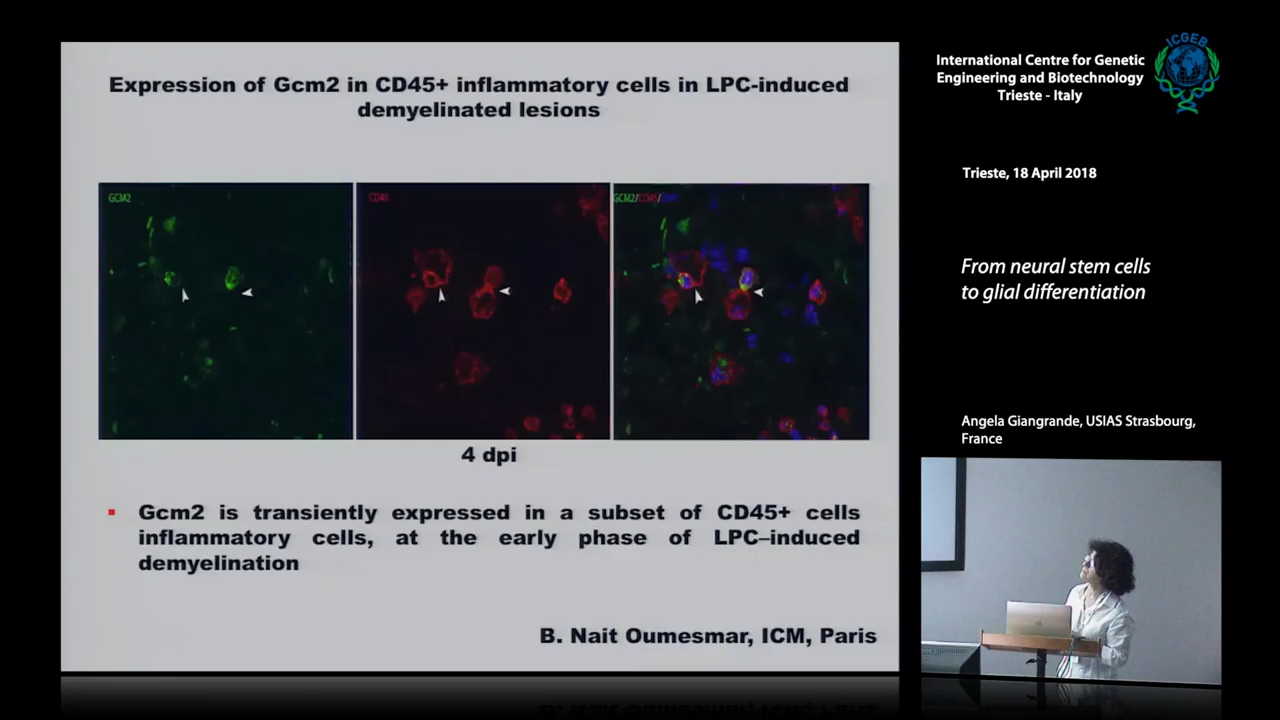 Expression of Gcm2 in CD45+ inflammatory cells in LPC-induced
demyelinated lesions
GCM2
CD45
GCM2/CD45/
4 dpi
Gcm2 is transiently expressed in a subset of CD45+ cells
inflammatory cells, at the early phase of LPC–induced
demyelination
B. Nait Oumesmar, ICM, Paris
ICGEB
International Centre for Genetic
Engineering and Biotechnology
Trieste - Italy
Trieste, 18 April 2018
From neural stem cells
to glial differentiation
Angela Giangrande, USIAS Strasbourg,
France